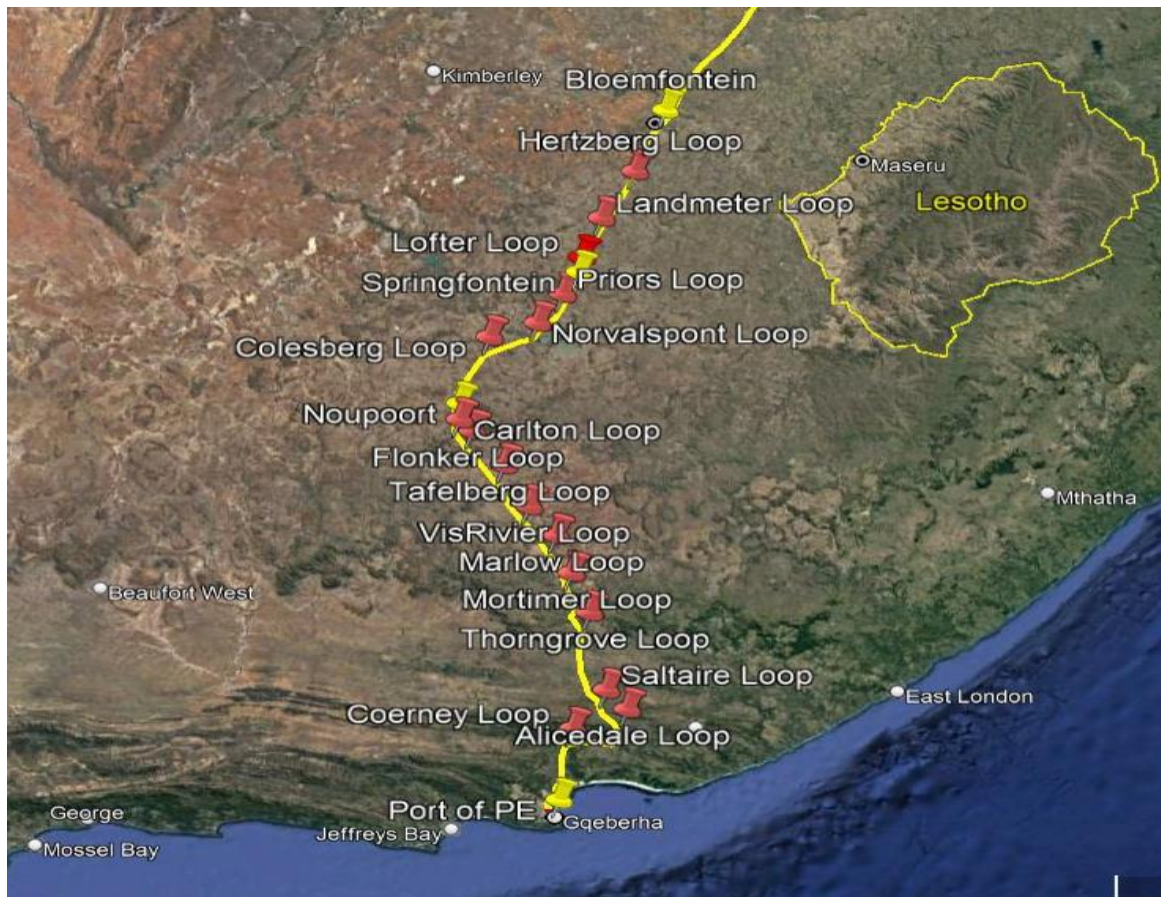 Kimberley
Bloemfontein
Hertzberg Loop
Maseru
Lesotho
Landmeter Loop
Lofter Loop
Springfontein
Priors Loop
Norvalspont Loop
Colesberg Loop
Noupoort
Carlton Loop
Flonker Loop
Tafelberg Loop
Mthatha
VisRivier Loop
Marlow Loop
Beaufort West
Mortimer Loop
Thorngrove Loop
Saltaire Loop
East London
Coerney Loop
Alicedale Loop
Port of PE
George
Gqeberha
Jeffreys Bay
Mossel Bay